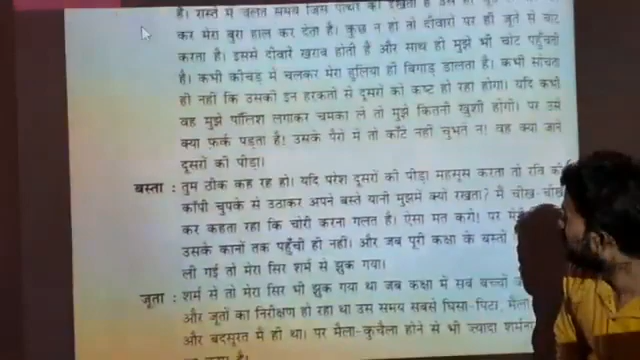 है। रास्ते में चलते समय जिस पत्थर को देखता है उसे ही
कर मेरा बुरा हाल कर देता है। कुछ न हो तो दीवारों पर ही जूते से चोट
करता है। इससे दीवारें खराब होती हैं और साथ ही मुझे भी चोट पहुँचती
है। कभी कीचड़ में चलकर मेरा हुलिया ही बिगाड़ डालता है। कभी सोचता
ही नहीं कि उसकी इन हरकतों से दूसरों को कष्ट हो रहा होगा। यदि कभी
वह मुझे पॉलिश लगाकर चमका ले तो मुझे कितनी खुशी होगी। पर उसे
क्या फ़र्क पड़ता है! उसके पैरों में तो काँटे नहीं चुभते न! वह क्या जाने
दूसरों की पीड़ा।
बस्ता : तुम ठीक कह रहे हो। यदि परेश दूसरों की पीड़ा महसूस करता तो रवि की
कॉपी चुपके से उठाकर अपने बस्ते यानी मुझमें क्यों रखता? मैं चीख-चीख
कर कहता रहा कि चोरी करना गलत है। ऐसा मत करो! पर
उसके कानों तक पहुँची ही नहीं। और जब पूरी कक्षा के बस्तों
ली गई तो मेरा सिर शर्म से झुक गया।
जूता : शर्म से तो मेरा सिर भी झुक गया था जब कक्षा में सब बच्चों
और जूतों का निरीक्षण हो रहा था उस समय सबसे घिसा-पिटा, मैला
और बदसूरत मैं ही था। पर मैला-कुचैला होने से भी ज्यादा